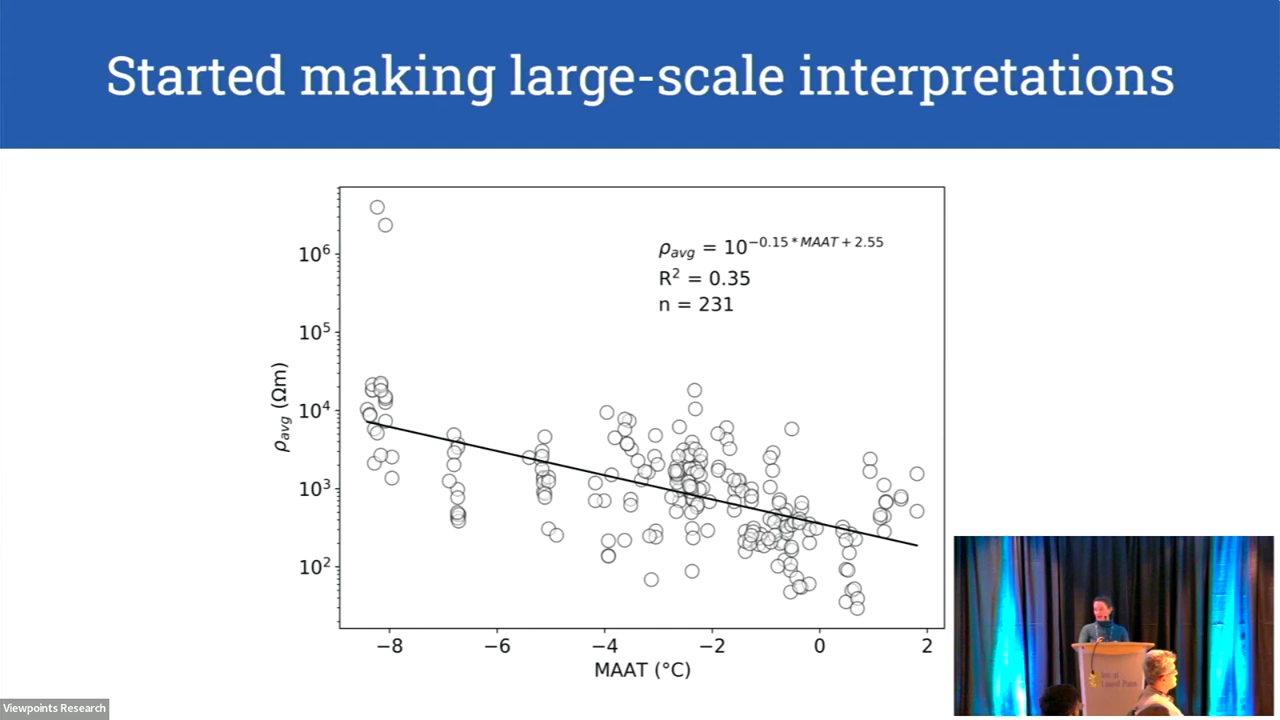 Started making large-scale interpretations
ρavg = 10^−0.15*MAAT+2.55
R² = 0.35
n = 231
10⁶
10⁵
10⁴
10³
10²
ρavg (Ωm)
−8 −6 −4 −2 0 2
MAAT (°C)
Viewpoints Research